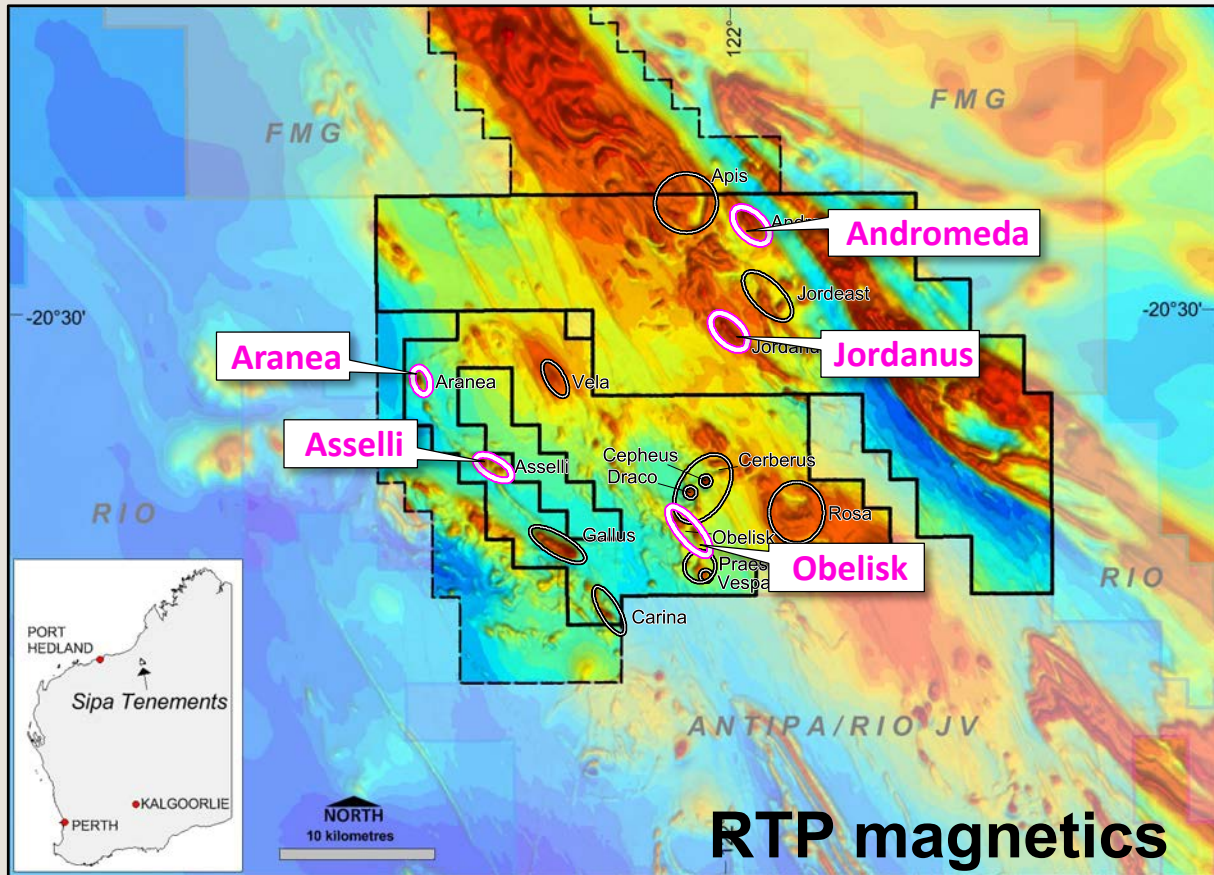 122°
FMG
FMG
Apis
Andromeda
Jordeast
-20°30'
-20°30'
Jordanus
Aranea
Aranea
Vela
Asselli
Asselli
Cepheus
Cerberus
Draco
RIO
Rosa
Gallus
Obelisk
Obelisk
RIO
Carina
PORT
HEDLAND
Sipa Tenements
ANTIPA/RIO JV
KALGOORLIE
PERTH
NORTH
10 kilometres
RTP magnetics